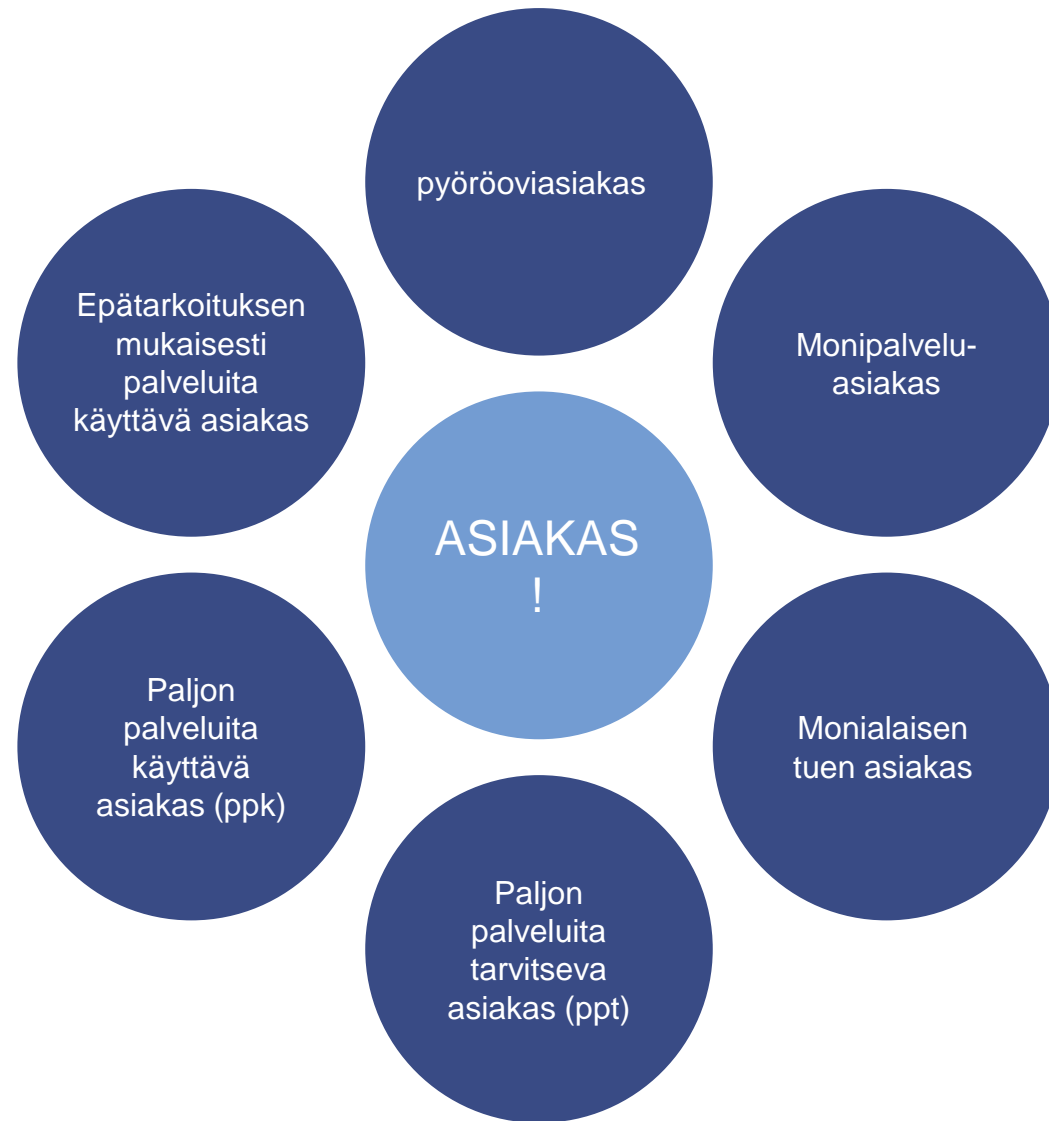 pyöröoviasiakas
Epätarkoituksen
mukaisesti
palveluita
käyttävä asiakas
Monipalvelu-
asiakas
ASIAKAS
!
Paljon
palveluita
käyttävä
asiakas (ppk)
Monialaisen
tuen asiakas
Paljon
palveluita
tarvitseva
asiakas (ppt)